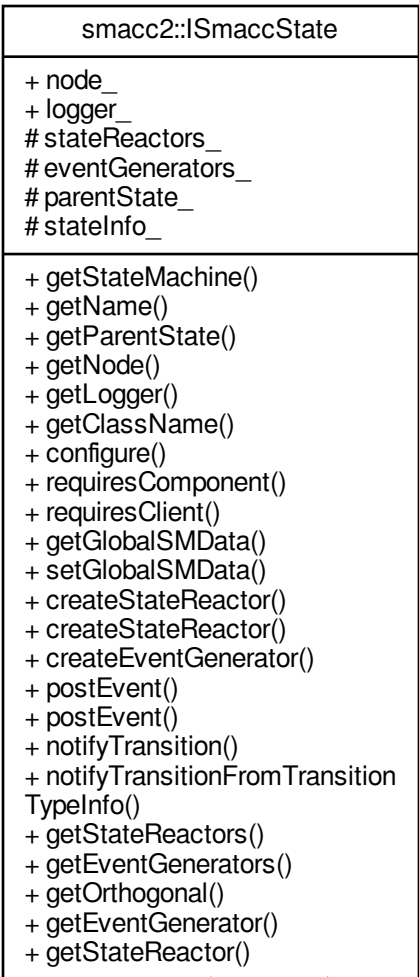 smacc2::ISmaccState
+ node_
+ logger_
# stateReactors_
# eventGenerators_
# parentState_
# stateInfo_
+ getStateMachine()
+ getName()
+ getParentState()
+ getNode()
+ getLogger()
+ getClassName()
+ configure()
+ requiresComponent()
+ requiresClient()
+ getGlobalSMData()
+ setGlobalSMData()
+ createStateReactor()
+ createStateReactor()
+ createEventGenerator()
+ postEvent()
+ postEvent()
+ notifyTransition()
+ notifyTransitionFromTransition
TypeInfo()
+ getStateReactors()
+ getEventGenerators()
+ getOrthogonal()
+ getEventGenerator()
+ getStateReactor()